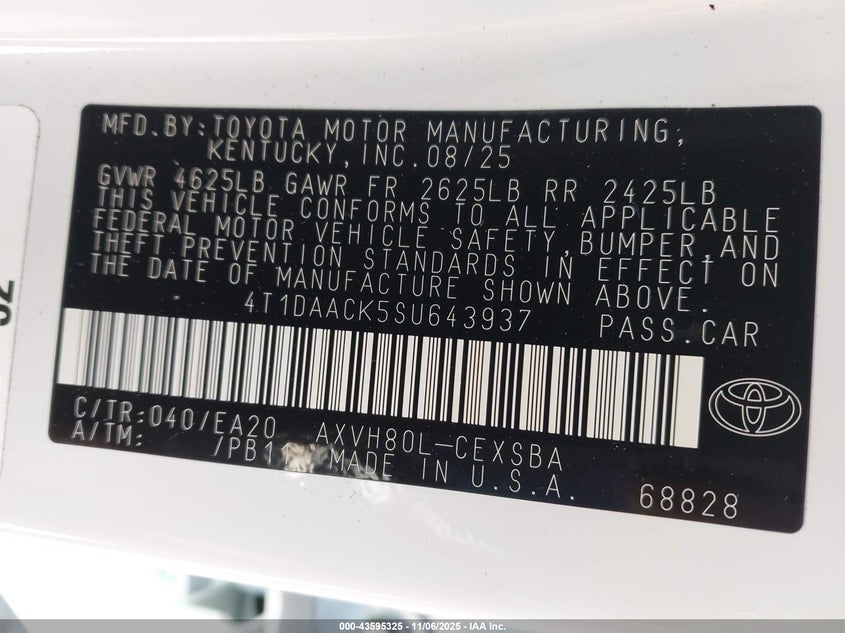 MFD.BY:TOYOTA MOTOR MANUFACTURING,
KENTUCKY,INC.08/25
GVWR 4625LB GAWR FR 2625LB RR 2425LB
THIS VEHICLE CONFORMS TO ALL APPLICABLE
FEDERAL MOTOR VEHICLE SAFETY,BUMPER,AND
THEFT PREVENTION STANDARDS IN EFFECT ON
THE DATE OF MANUFACTURE SHOWN ABOVE.
4T1DAACK5SU643937 PASS.CAR
C/TR:040/EA20 AXVH80L-CEXSBA
A/TM: /PB11 MADE IN U.S.A.
68828
000-43595325 - 11/06/2025 - IAA Inc.